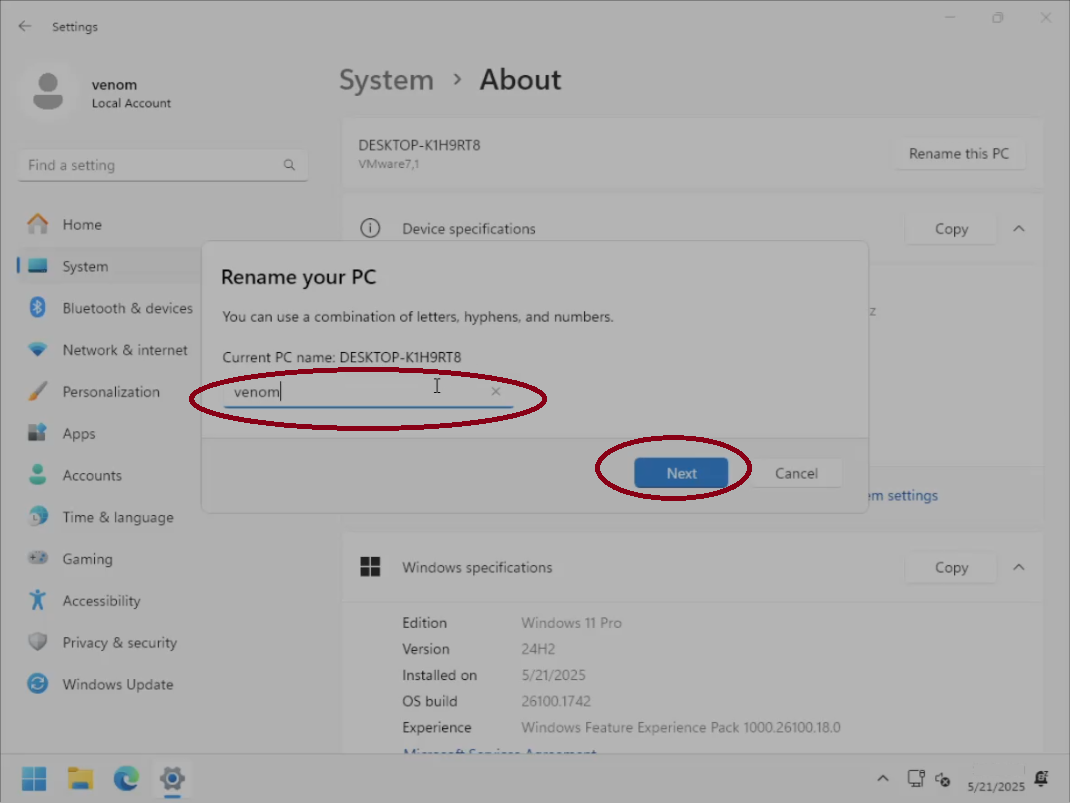 Settings
venom
Local Account
System > About
Find a setting
DESKTOP-K1H9RT8
VMware7,1
Rename this PC
Home
Device specifications
Copy
System
Bluetooth & devices
Network & internet
Personalization
Apps
Accounts
Time & language
Gaming
Accessibility
Privacy & security
Windows Update
Rename your PC
You can use a combination of letters, hyphens, and numbers.
Current PC name: DESKTOP-K1H9RT8
venom
Next
Cancel
settings
Windows specifications
Copy
Edition Windows 11 Pro
Version 24H2
Installed on 5/21/2025
OS build 26100.1742
Experience Windows Feature Experience Pack 1000.26100.18.0
Microsoft Services Agreement
5/21/2025